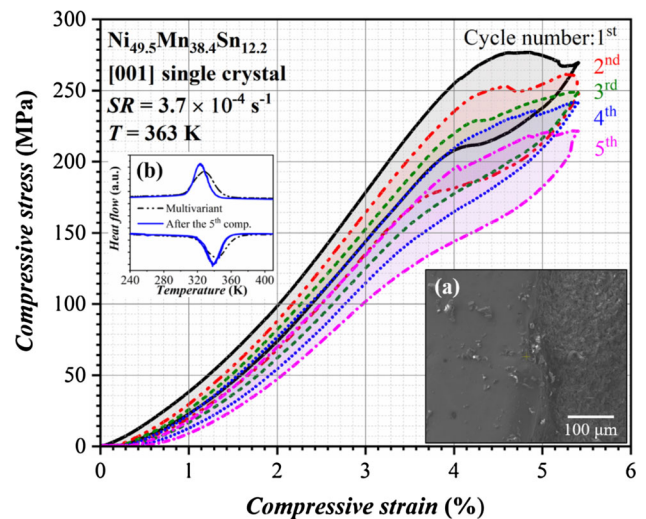 Ni49.5Mn38.4Sn12.2
[001] single crystal
SR = 3.7 × 10-4 s-1
T = 363 K
Cycle number:1st
2nd
3rd
4th
5th
(b)
Heat flow (a.u.)
Multivariant
After the 5th comp.
240 280 320 360 400
Temperature (K)
(a)
100 μm
Compressive stress (MPa)
300
250
200
150
100
50
0
0 1 2 3 4 5 6
Compressive strain (%)